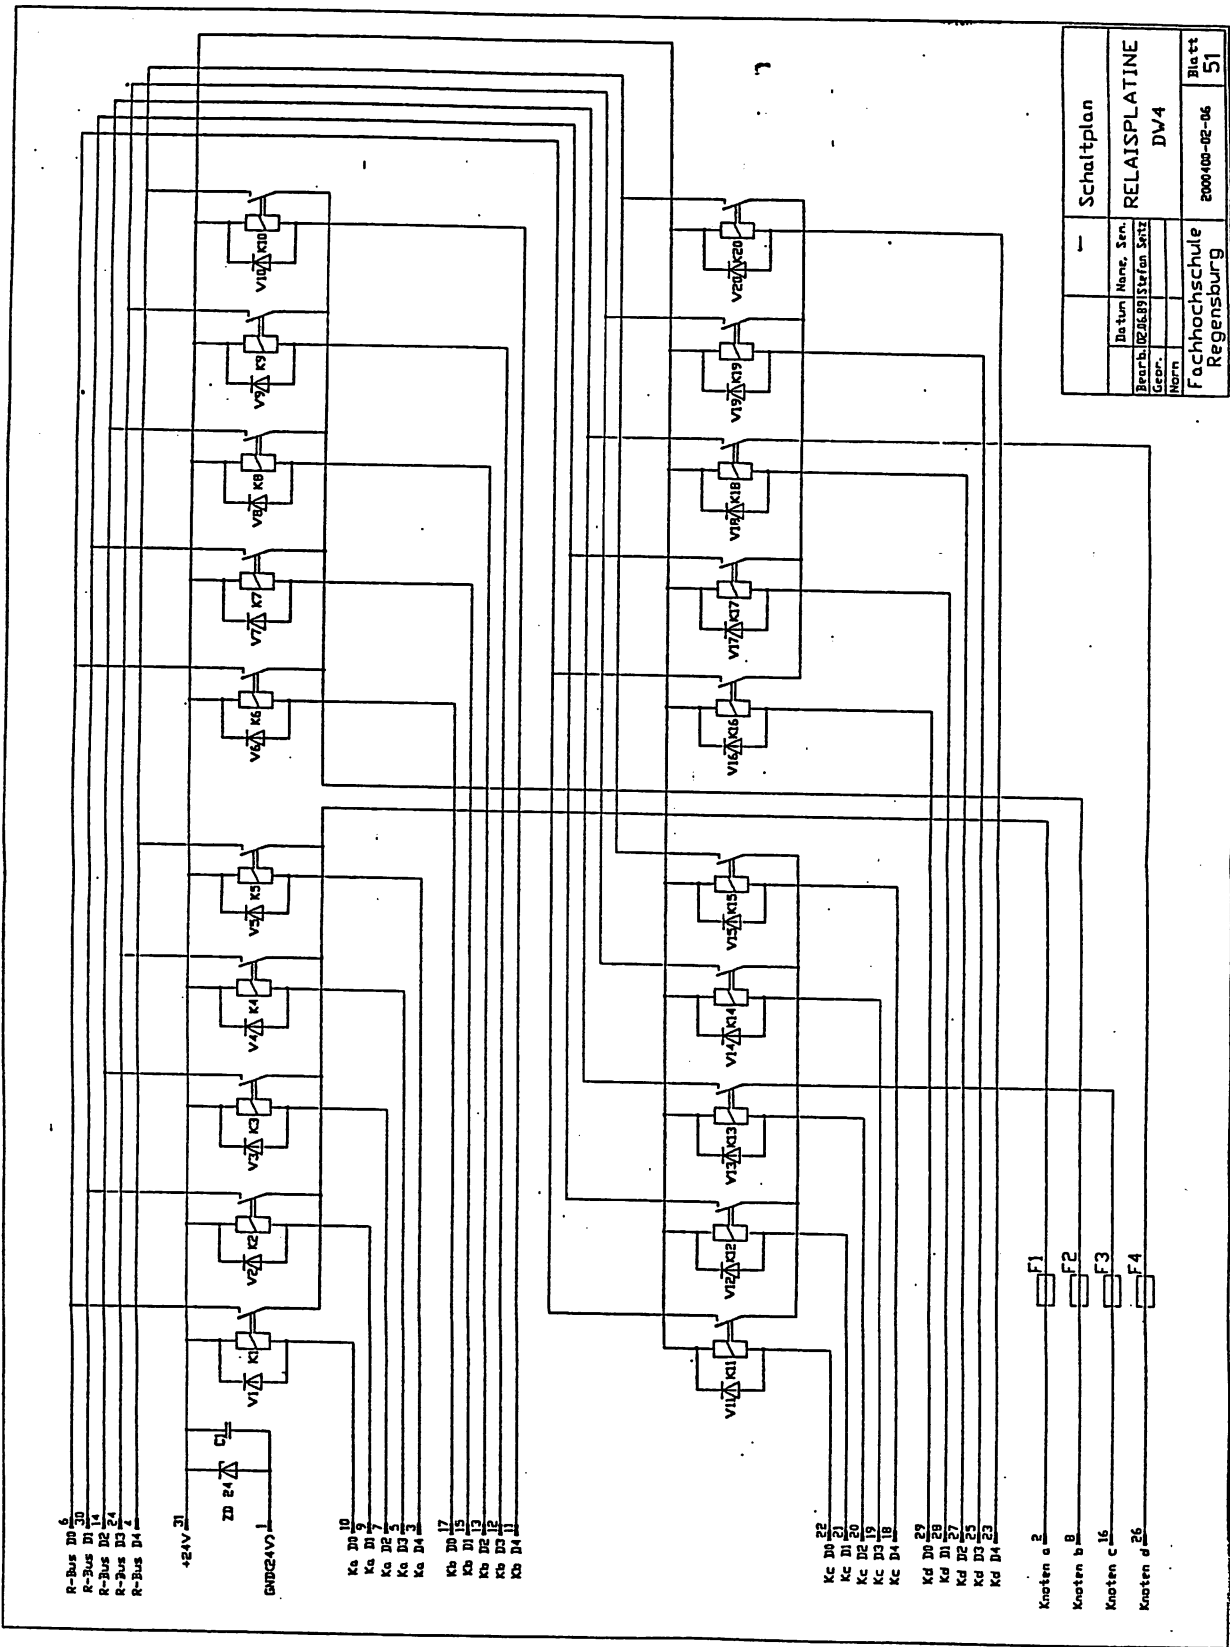 R-Bus D0 6
R-Bus D1 30
R-Bus D2 14
R-Bus D3 24
R-Bus D4 4
+24V 31
ZD 24
C1
GND(24V) 1
V1 K1
V2 K2
V3 K3
V4 K4
V5 K5
V6 K6
V7 K7
V8 K8
V9 K9
V10 K10
Ka D0 10
Ka D1 9
Ka D2 7
Ka D3 5
Ka D4 3
Kb D0 17
Kb D1 15
Kb D2 13
Kb D3 12
Kb D4 11
V11 K11
V12 K12
V13 K13
V14 K14
V15 K15
V16 K16
V17 K17
V18 K18
V19 K19
V20 K20
Kc D0 22
Kc D1 21
Kc D2 20
Kc D3 19
Kc D4 18
Kd D0 29
Kd D1 28
Kd D2 27
Kd D3 25
Kd D4 23
Knoten a 2
F1
Knoten b 8
F2
Knoten c 16
F3
Knoten d 26
F4
Schaltplan
Datum Name, Sem.
Bearb. 02.06.89 Stefan Seitz
Gepr.
Norm
RELAISPLATINE
DW4
Fachhochschule
Regensburg
2000400-02-06
Blatt
51